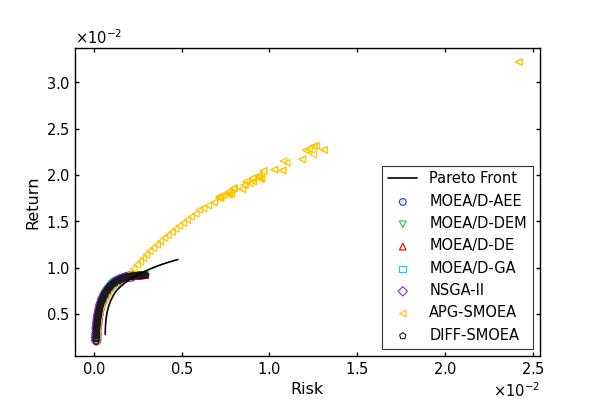 ×10⁻²
3.0
2.5
2.0
1.5
1.0
0.5
Return
Pareto Front
MOEA/D-AEE
MOEA/D-DEM
MOEA/D-DE
MOEA/D-GA
NSGA-II
APG-SMOEA
DIFF-SMOEA
0.0 0.5 1.0 1.5 2.0 2.5
Risk
×10⁻²